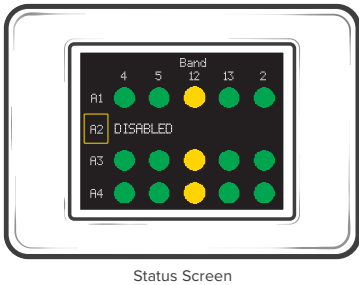 Band
4 5 12 13 2
A1
A2 DISABLED
A3
A4
Status Screen